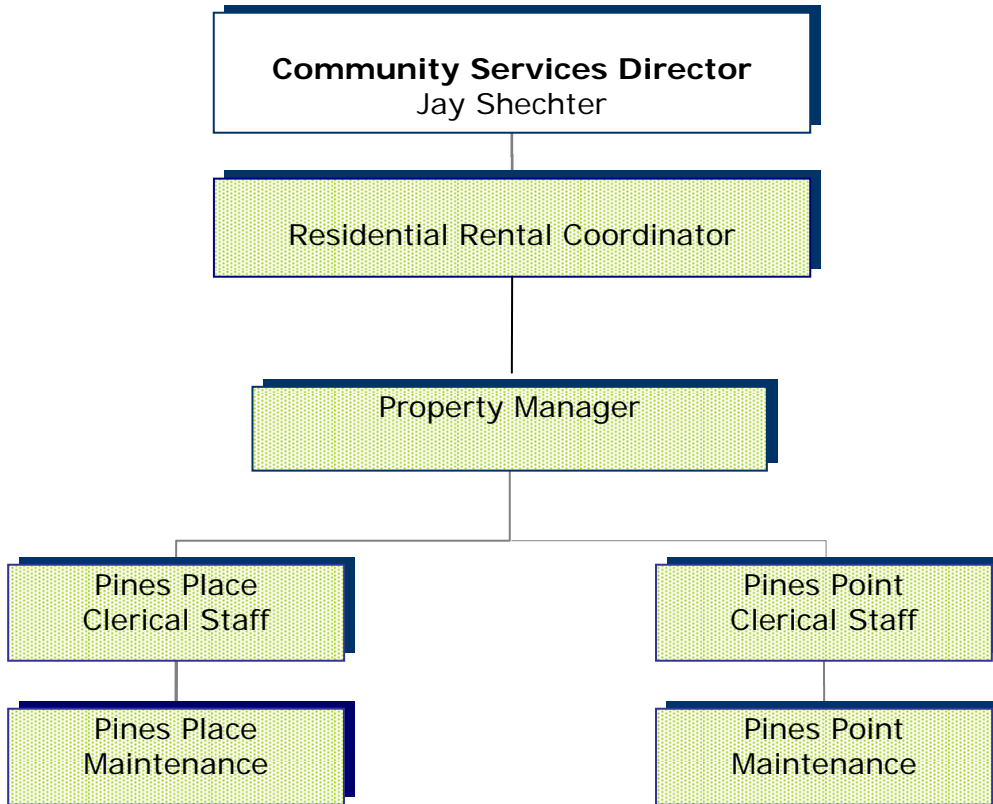 Community Services Director
Jay Shechter
Residential Rental Coordinator
Property Manager
Pines Place
Clerical Staff
Pines Point
Clerical Staff
Pines Place
Maintenance
Pines Point
Maintenance